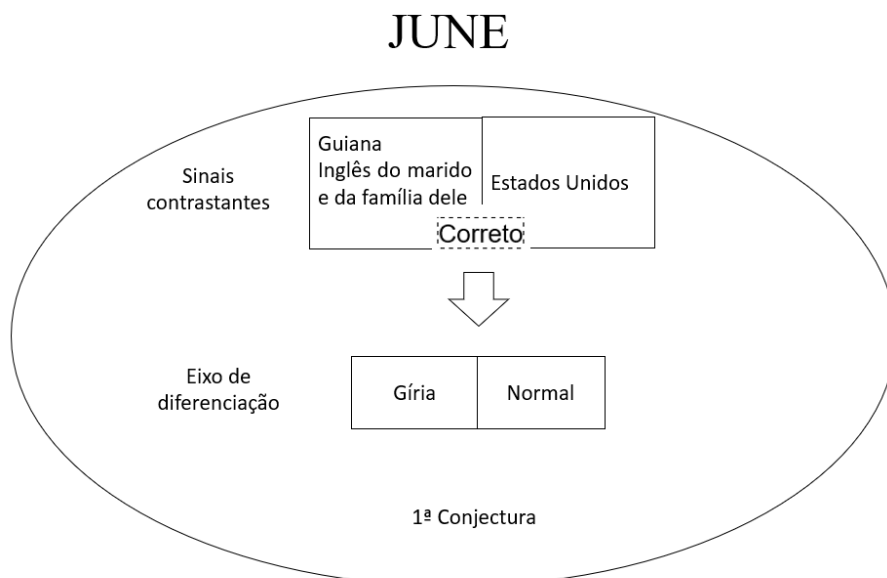 JUNE
Sinais
contrastantes
Guiana
Inglês do marido
e da família dele
Estados Unidos
Correto
Eixo de
diferenciação
Gíria
Normal
1ª Conjectura